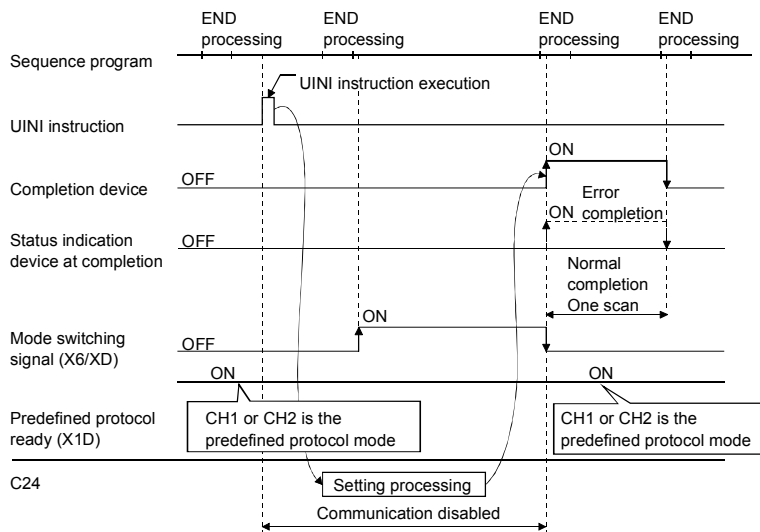 END
processing
END
processing
END
processing
END
processing
Sequence program
UINI instruction execution
UINI instruction
ON
OFF
Completion device
Error
completion
ON
OFF
Status indication
device at completion
Normal
completion
One scan
ON
Mode switching
signal (X6/XD)
OFF
ON
ON
Predefined protocol
ready (X1D)
CH1 or CH2 is the
predefined protocol mode
CH1 or CH2 is the
predefined protocol mode
C24
Setting processing
Communication disabled